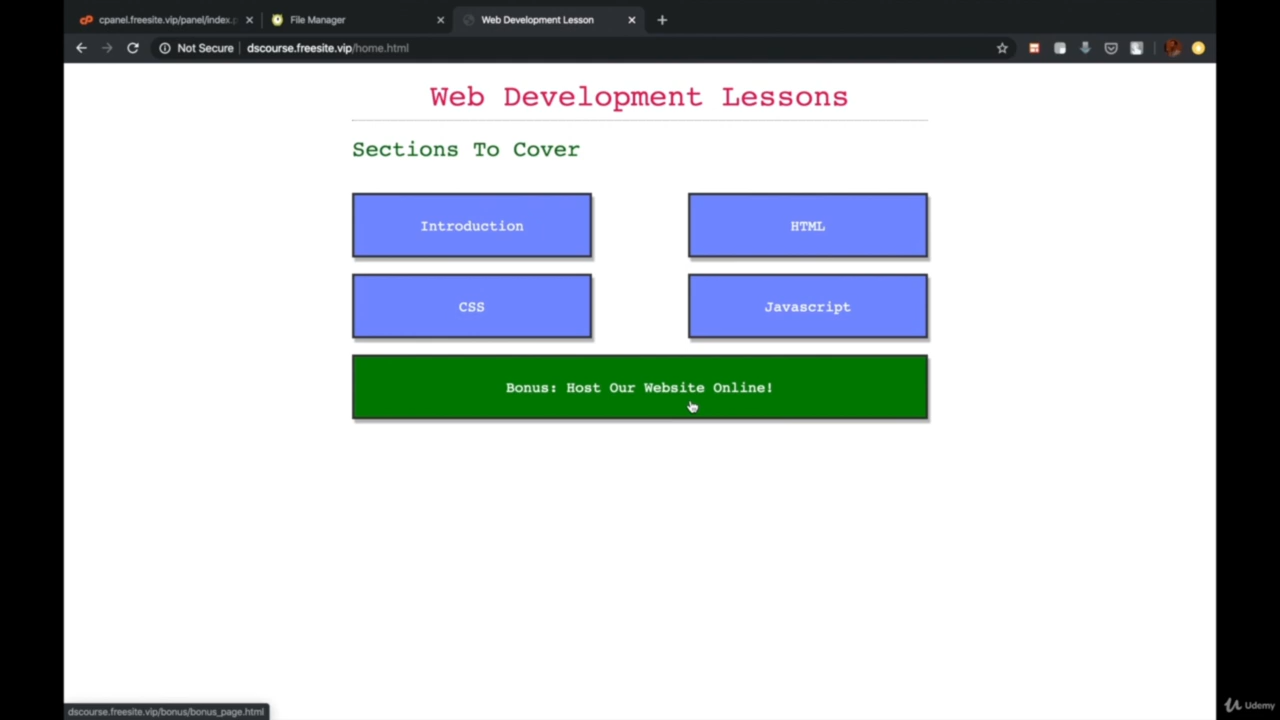 cpanel.freesite.vip/panel/index.p
File Manager
Web Development Lesson
Not Secure
dscourse.freesite.vip/home.html
Web Development Lessons
Sections To Cover
Introduction
HTML
CSS
Javascript
Bonus: Host Our Website Online!
dscourse.freesite.vip/bonus/bonus_page.html
Udemy